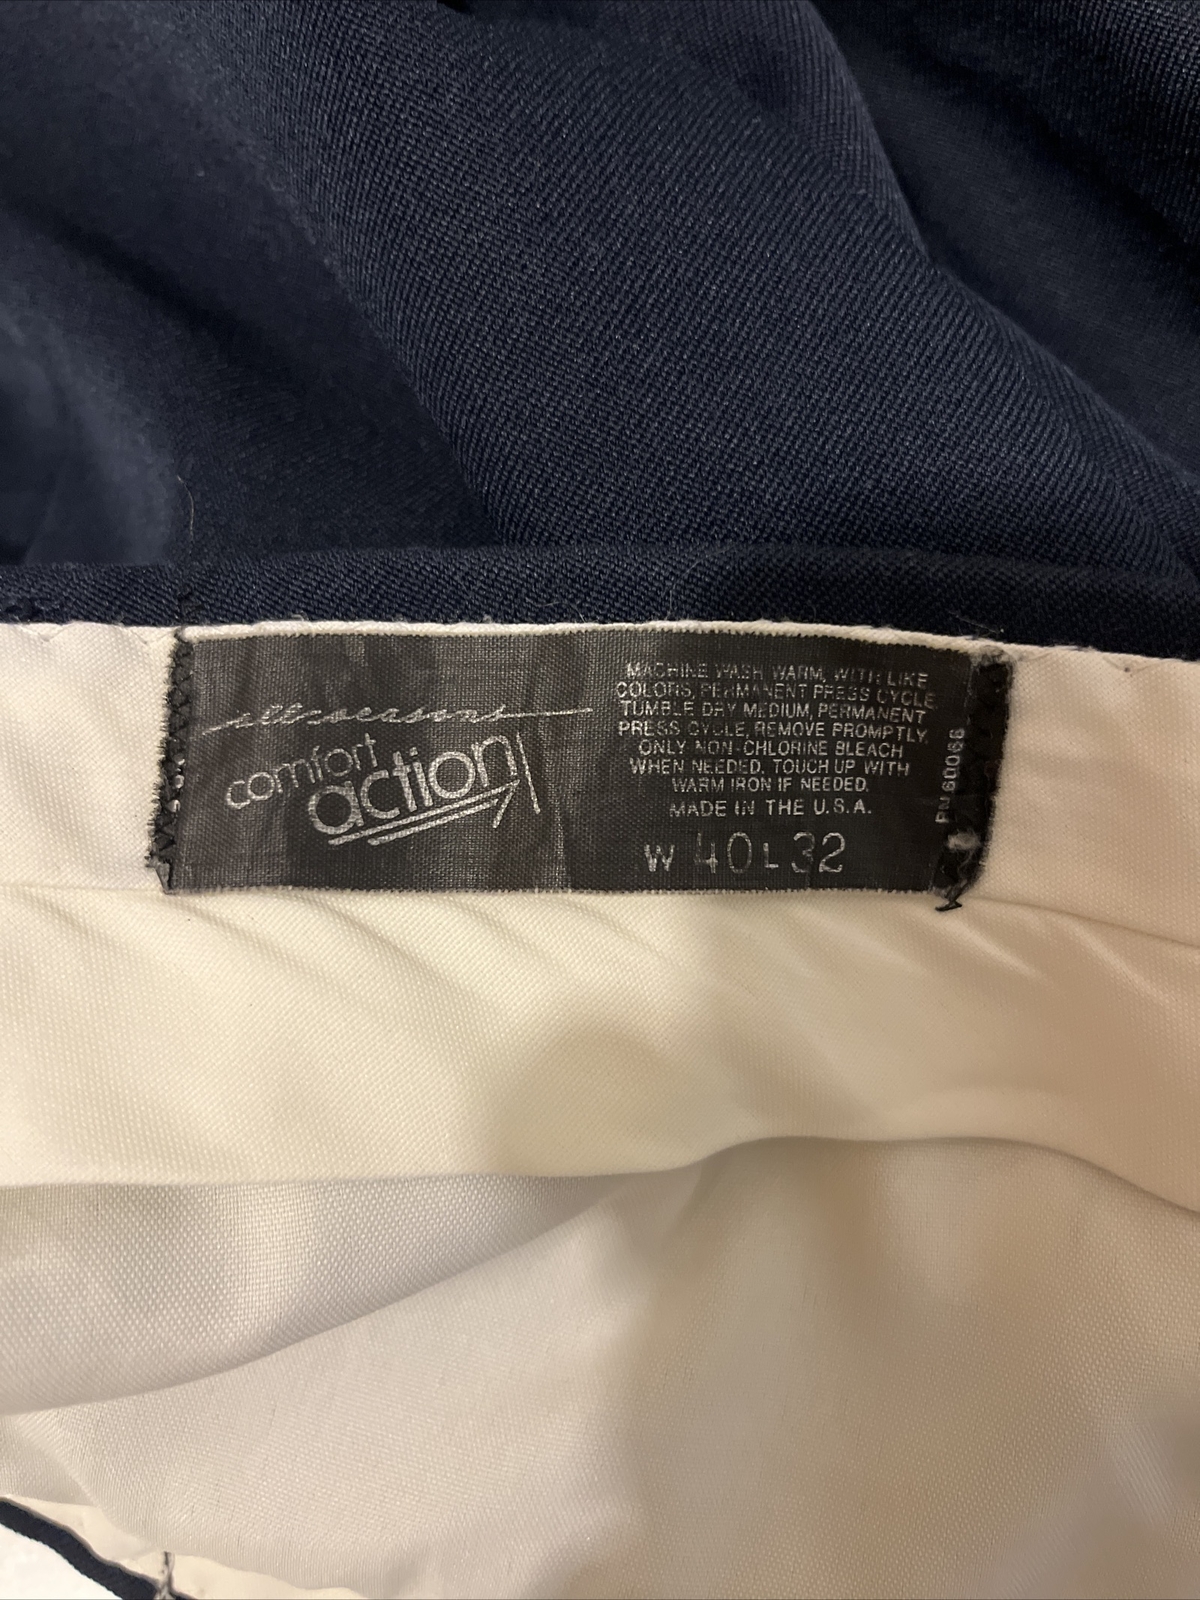 all seasons
comfort
action
MACHINE WASH WARM, WITH LIKE
COLORS, PERMANENT PRESS CYCLE.
TUMBLE DRY MEDIUM, PERMANENT
PRESS CYCLE, REMOVE PROMPTLY.
ONLY NON-CHLORINE BLEACH
WHEN NEEDED. TOUCH UP WITH
WARM IRON IF NEEDED.
MADE IN THE U.S.A.
W 40 L 32
RN 60066